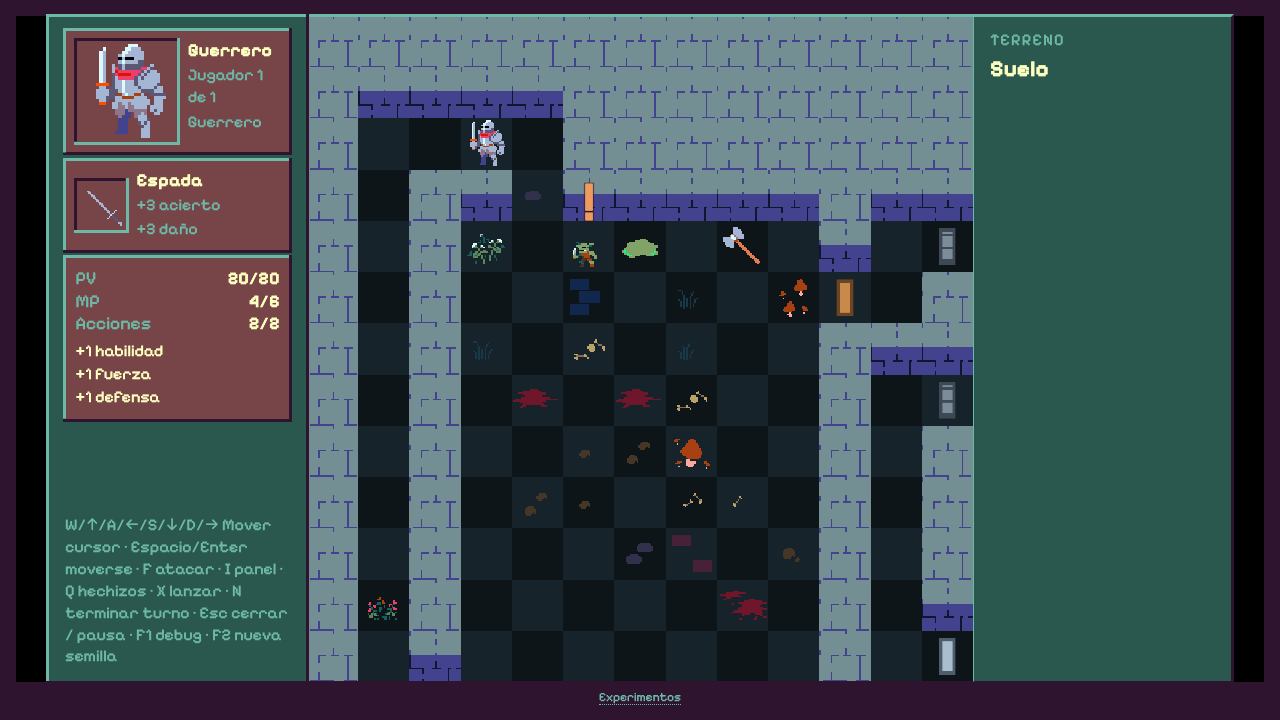 Guerrero
Jugador 1
de 1
Guerrero
Espada
+3 acierto
+3 daño
PV 80/80
MP 4/6
Acciones 8/8
+1 habilidad
+1 fuerza
+1 defensa
W/↑/A/←/S/↓/D/→ Mover
cursor · Espacio/Enter
moverse · F atacar · I panel ·
Q hechizos · X lanzar · N
terminar turno · Esc cerrar
/ pausa · F1 debug · F2 nueva
semilla
TERRENO
Suelo
Experimentos